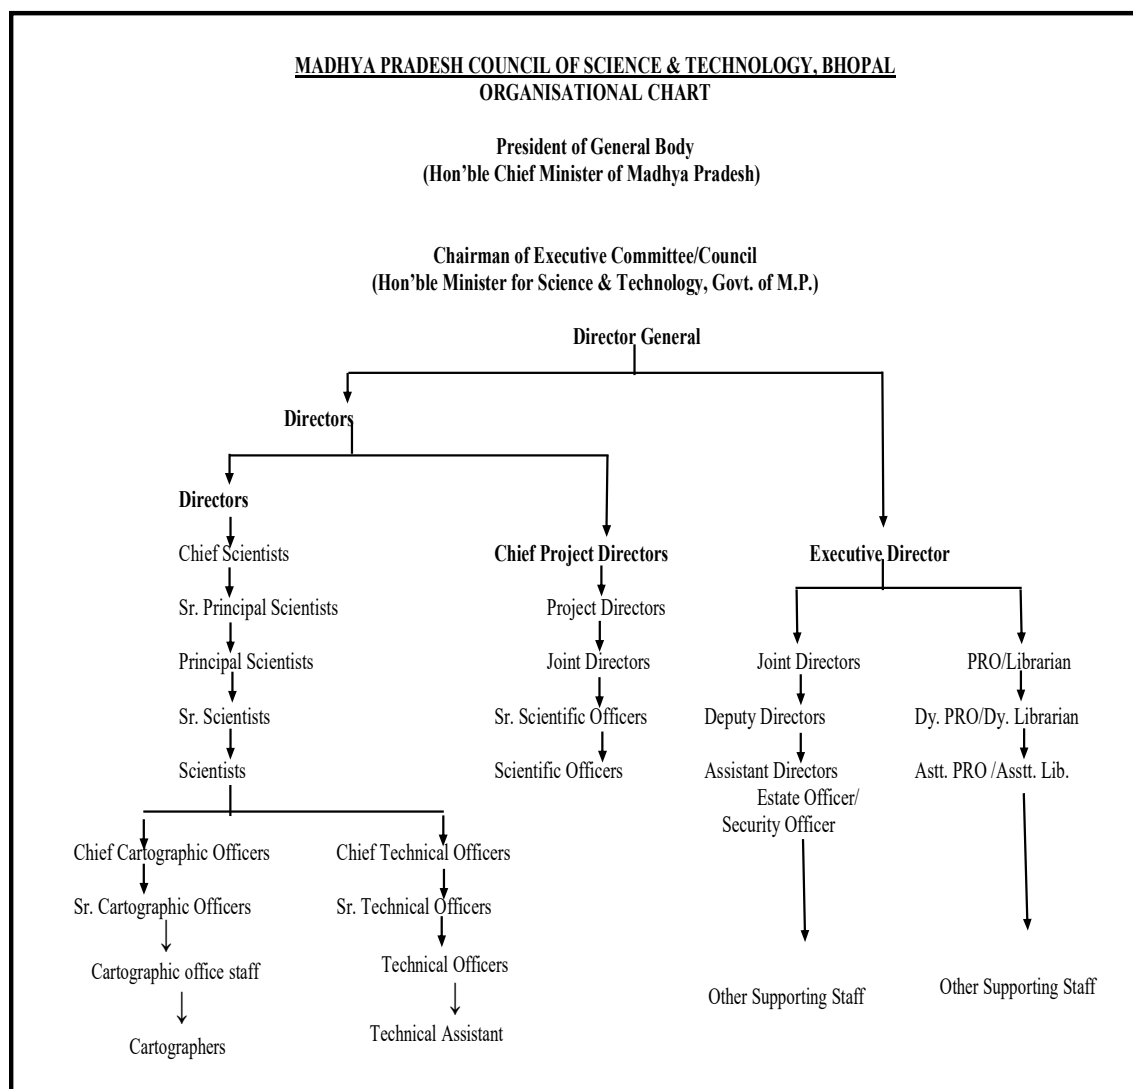 MADHYA PRADESH COUNCIL OF SCIENCE & TECHNOLOGY, BHOPAL
ORGANISATIONAL CHART
President of General Body
(Hon'ble Chief Minister of Madhya Pradesh)
Chairman of Executive Committee/Council
(Hon'ble Minister for Science & Technology, Govt. of M.P.)
Director General
Directors
Directors
Chief Scientists
Chief Project Directors
Executive Director
Sr. Principal Scientists
Project Directors
Principal Scientists
Joint Directors
Joint Directors
PRO/Librarian
Sr. Scientists
Sr. Scientific Officers
Deputy Directors
Dy. PRO/Dy. Librarian
Scientists
Scientific Officers
Assistant Directors
Astt. PRO /Asstt. Lib.
Estate Officer/
Security Officer
Chief Cartographic Officers
Chief Technical Officers
Sr. Cartographic Officers
Sr. Technical Officers
Cartographic office staff
Technical Officers
Other Supporting Staff
Other Supporting Staff
Cartographers
Technical Assistant